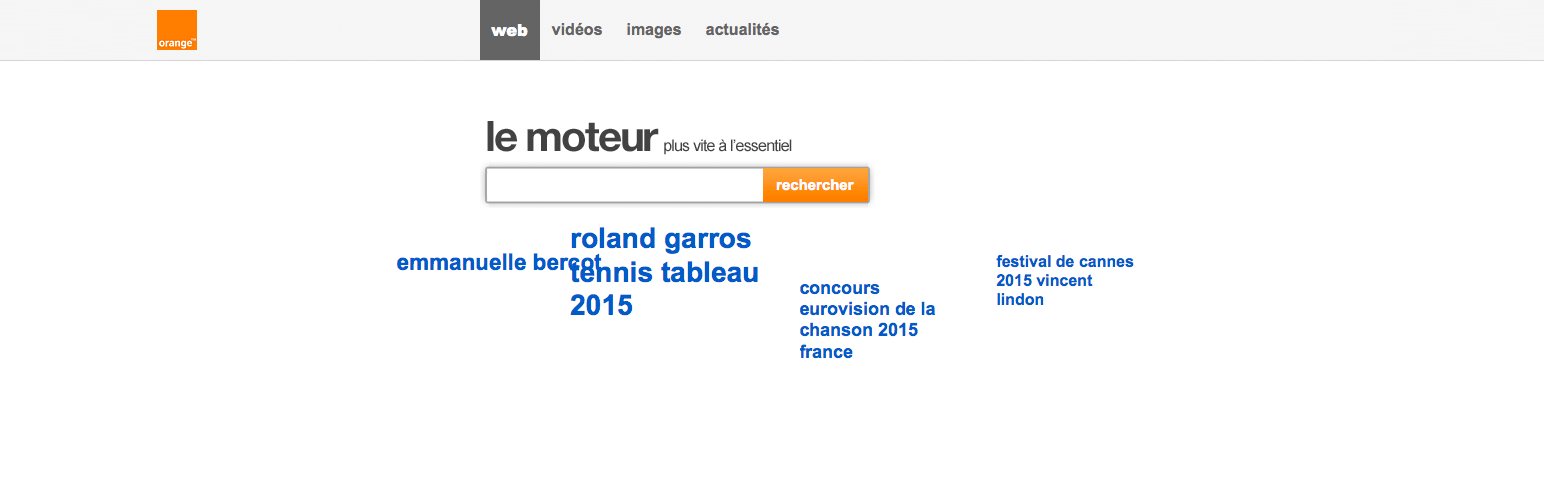 orange™
web vidéos images actualités
le moteur plus vite à l'essentiel
rechercher
emmanuelle bercot
roland garros
tennis tableau
2015
concours
eurovision de la
chanson 2015
france
festival de cannes
2015 vincent
lindon